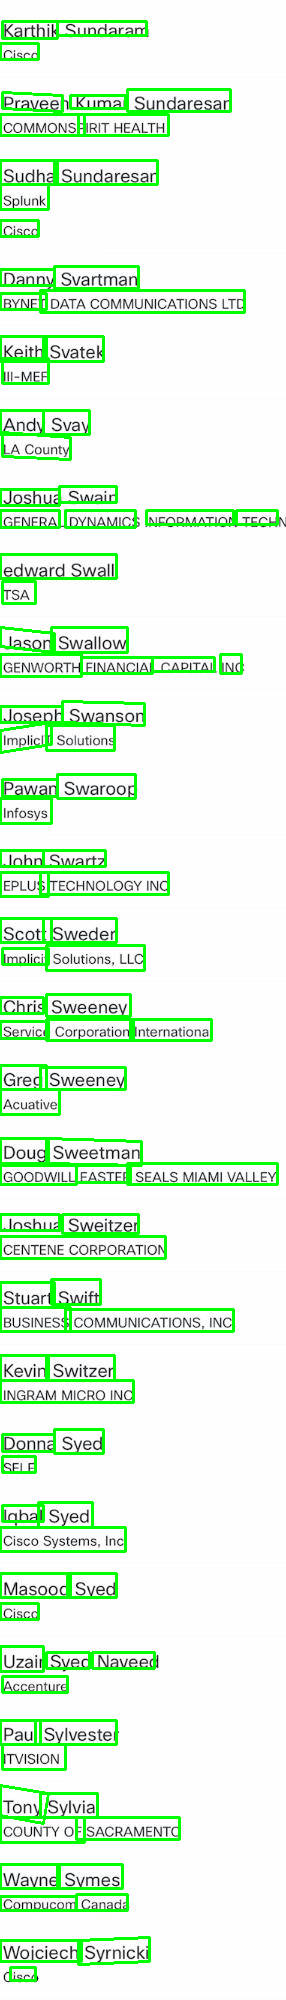 Karthik Sundaram
Cisco
Praveen Kumar Sundaresan
COMMONSPIRIT HEALTH
Sudha Sundaresan
Splunk
Cisco
Danny Svartman
BYNET DATA COMMUNICATIONS LTD
Keith Svatek
III-MEF
Andy Svay
LA County
Joshua Swain
GENERAL DYNAMICS INFORMATION TECHN
edward Swall
TSA
Jason Swallow
GENWORTH FINANCIAL CAPITAL INC
Joseph Swanson
Implicit Solutions
Pawan Swaroop
Infosys
John Swartz
EPLUS TECHNOLOGY INC
Scott Sweder
Implicit Solutions, LLC
Chris Sweeney
Service Corporation International
Greg Sweeney
Acuative
Doug Sweetman
GOODWILL EASTER SEALS MIAMI VALLEY
Joshua Sweitzer
CENTENE CORPORATION
Stuart Swift
BUSINESS COMMUNICATIONS, INC
Kevin Switzer
INGRAM MICRO INC
Donna Syed
SELF
Iqbal Syed
Cisco Systems, Inc
Masood Syed
Cisco
Uzair Syed Naveed
Accenture
Paul Sylvester
ITVISION
Tony Sylvia
COUNTY OF SACRAMENTO
Wayne Symes
Compucom Canada
Wojciech Syrnicki
Cisco